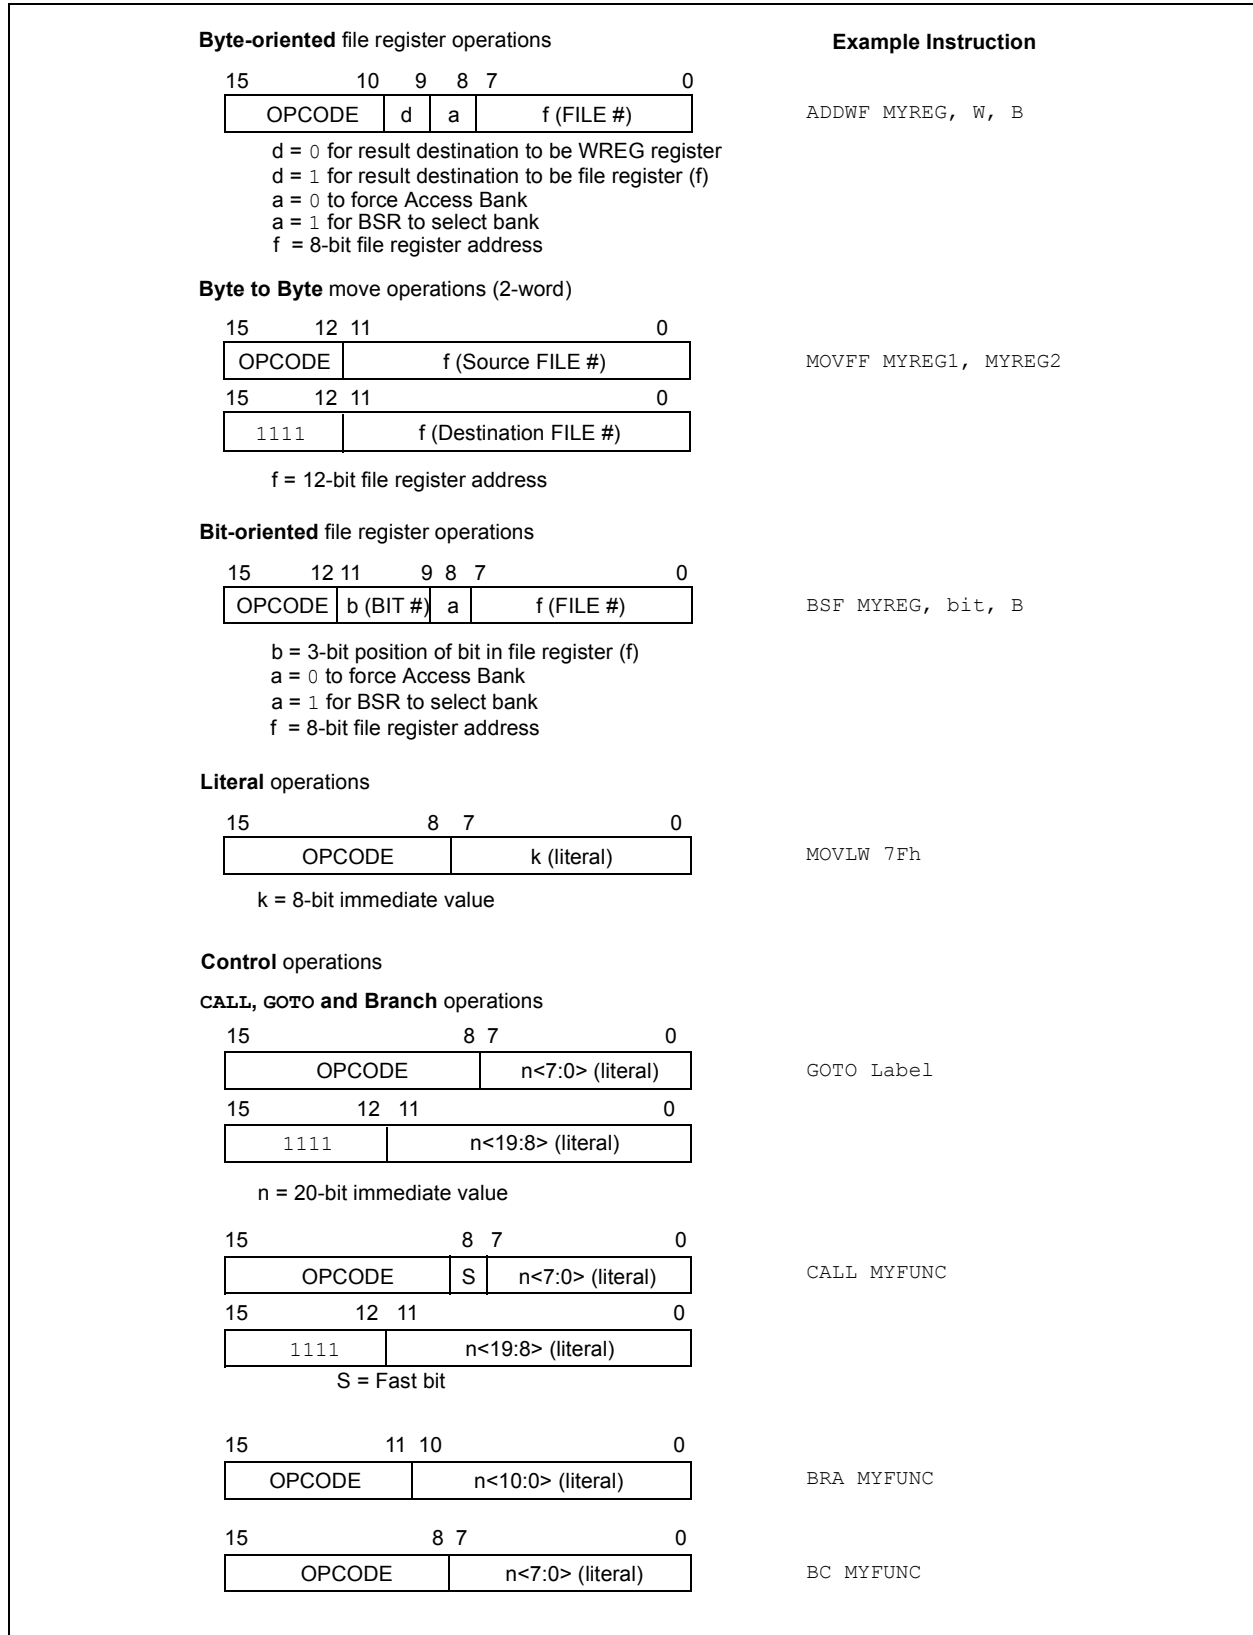 Byte-oriented file register operations
Example Instruction
15 10 9 8 7 0
OPCODE d a f (FILE #)
ADDWF MYREG, W, B
d = 0 for result destination to be WREG register
d = 1 for result destination to be file register (f)
a = 0 to force Access Bank
a = 1 for BSR to select bank
f = 8-bit file register address
Byte to Byte move operations (2-word)
15 12 11 0
OPCODE f (Source FILE #)
MOVFF MYREG1, MYREG2
15 12 11 0
1111 f (Destination FILE #)
f = 12-bit file register address
Bit-oriented file register operations
15 12 11 9 8 7 0
OPCODE b (BIT #) a f (FILE #)
BSF MYREG, bit, B
b = 3-bit position of bit in file register (f)
a = 0 to force Access Bank
a = 1 for BSR to select bank
f = 8-bit file register address
Literal operations
15 8 7 0
OPCODE k (literal)
MOVLW 7Fh
k = 8-bit immediate value
Control operations
CALL, GOTO and Branch operations
15 8 7 0
OPCODE n<7:0> (literal)
GOTO Label
15 12 11 0
1111 n<19:8> (literal)
n = 20-bit immediate value
15 8 7 0
OPCODE S n<7:0> (literal)
CALL MYFUNC
15 12 11 0
1111 n<19:8> (literal)
S = Fast bit
15 11 10 0
OPCODE n<10:0> (literal)
BRA MYFUNC
15 8 7 0
OPCODE n<7:0> (literal)
BC MYFUNC